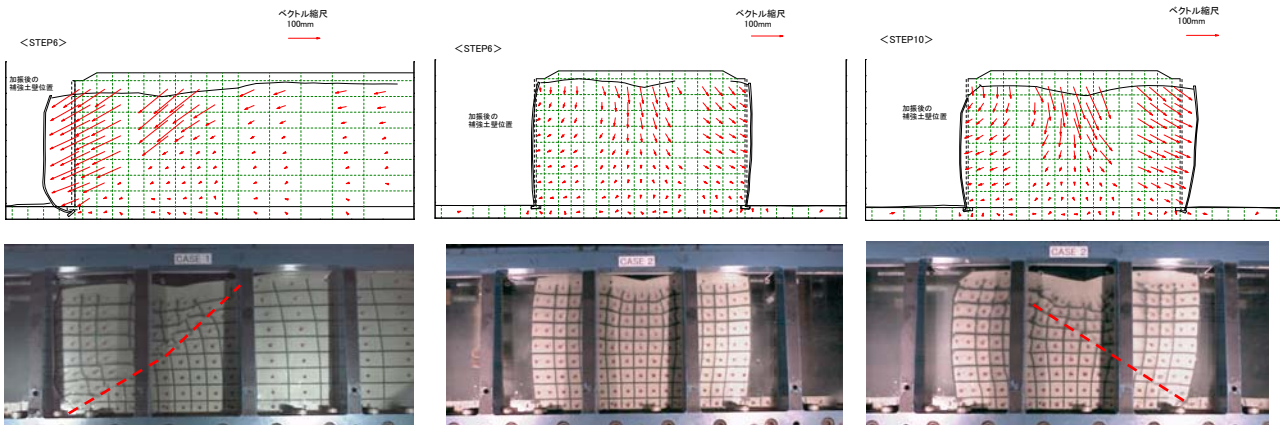 ベクトル縮尺
100mm
<STEP6>
加振後の
補強土壁位置
ベクトル縮尺
100mm
<STEP6>
加振後の
補強土壁位置
ベクトル縮尺
100mm
<STEP10>
加振後の
補強土壁位置
CASE 1
CASE 2
CASE 2